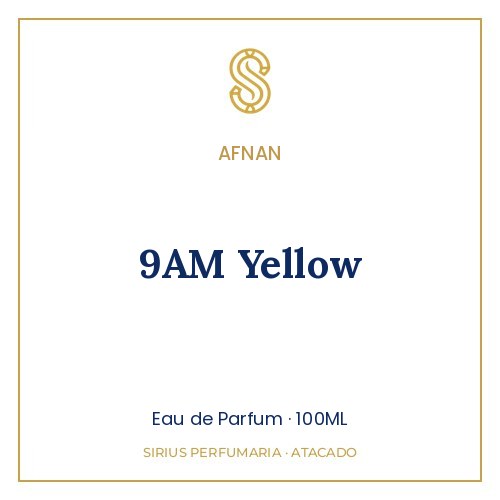 AFNAN
9AM Yellow
Eau de Parfum · 100ML
SIRIUS PERFUMARIA · ATACADO